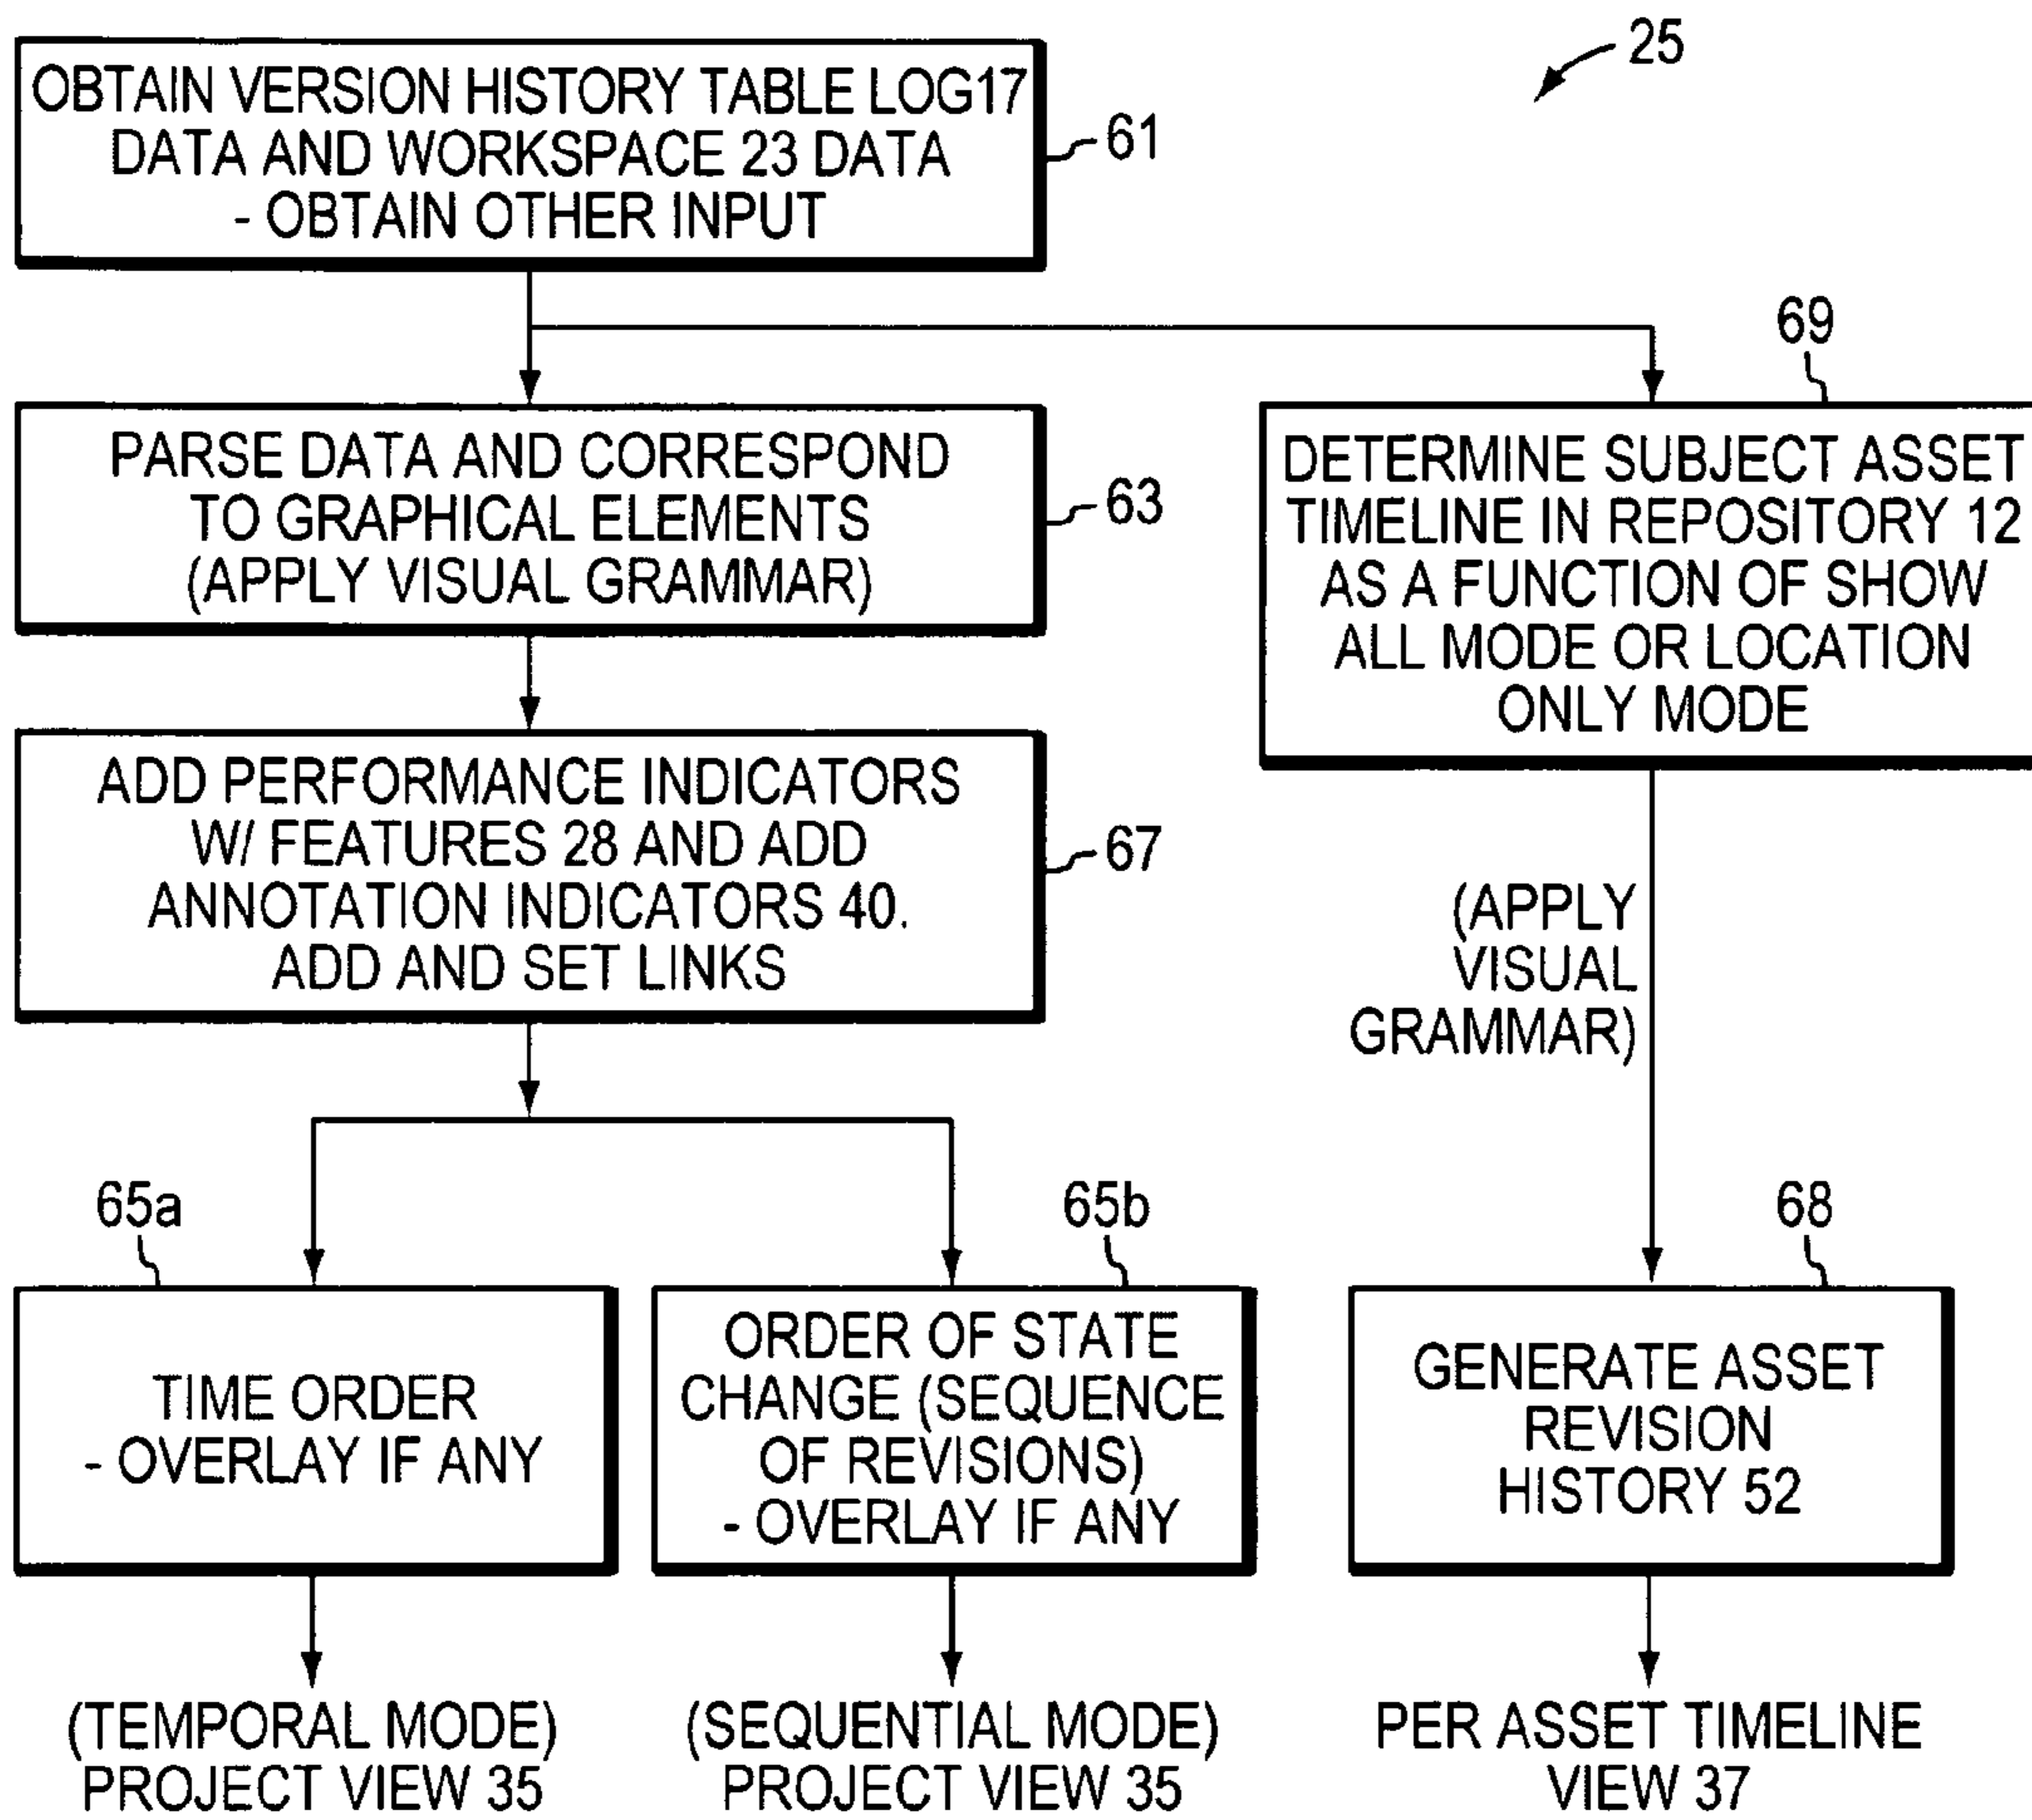 25
OBTAIN VERSION HISTORY TABLE LOG17
DATA AND WORKSPACE 23 DATA
- OBTAIN OTHER INPUT
61
PARSE DATA AND CORRESPOND
TO GRAPHICAL ELEMENTS
(APPLY VISUAL GRAMMAR)
63
69
DETERMINE SUBJECT ASSET
TIMELINE IN REPOSITORY 12
AS A FUNCTION OF SHOW
ALL MODE OR LOCATION
ONLY MODE
ADD PERFORMANCE INDICATORS
W/ FEATURES 28 AND ADD
ANNOTATION INDICATORS 40.
ADD AND SET LINKS
67
(APPLY
VISUAL
GRAMMAR)
65a
TIME ORDER
- OVERLAY IF ANY
65b
ORDER OF STATE
CHANGE (SEQUENCE
OF REVISIONS)
- OVERLAY IF ANY
68
GENERATE ASSET
REVISION
HISTORY 52
(TEMPORAL MODE)
PROJECT VIEW 35
(SEQUENTIAL MODE)
PROJECT VIEW 35
PER ASSET TIMELINE
VIEW 37